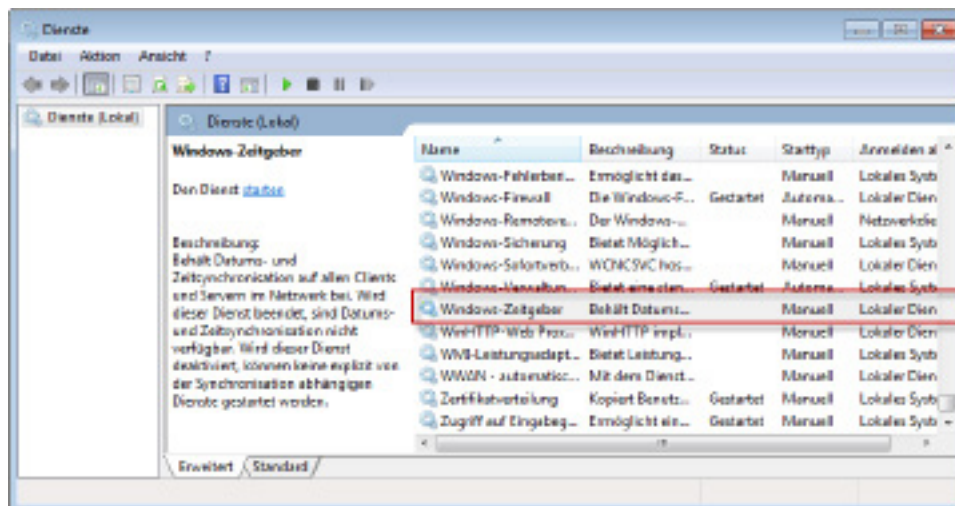 Dienste
Datei Aktion Ansicht ?
Dienste (Lokal)
Dienste (Lokal)
Windows-Zeitgeber
Den Dienst starten
Beschreibung:
Behält Datums- und
Zeitsynchronisation auf allen Clients
und Servern im Netzwerk bei. Wird
dieser Dienst beendet, sind Datums-
und Zeitsynchronisation nicht
verfügbar. Wird dieser Dienst
deaktiviert, können keine explizit von
der Synchronisation abhängigen
Dienste gestartet werden.
Name Beschreibung Status Starttyp Anmelden al
Windows-Fehlerberi... Ermöglicht das... Manuell Lokales Syst
Windows-Firewall Die Windows-F... Gestartet Automa... Lokaler Dien
Windows-Remoteve... Der Windows-... Manuell Netzwerkdie
Windows-Sicherung Bietet Möglich... Manuell Lokales Syst
Windows-Sofortverb... WCNCSVC hos... Manuell Lokaler Dien
Windows-Verwaltun... Bietet eine stan... Gestartet Automa... Lokales Syst
Windows-Zeitgeber Behält Datums... Manuell Lokaler Dien
WinHTTP-Web Prox... WinHTTP impl... Manuell Lokaler Dien
WMI-Leistungsadapt... Bietet Leistung... Manuell Lokales Syst
WWAN - automatisc... Mit dem Dienst... Manuell Lokaler Dien
Zertifikatverteilung Kopiert Benutz... Gestartet Manuell Lokales Syst
Zugriff auf Eingabeg... Ermöglicht ein... Gestartet Manuell Lokales Syst
Erweitert Standard